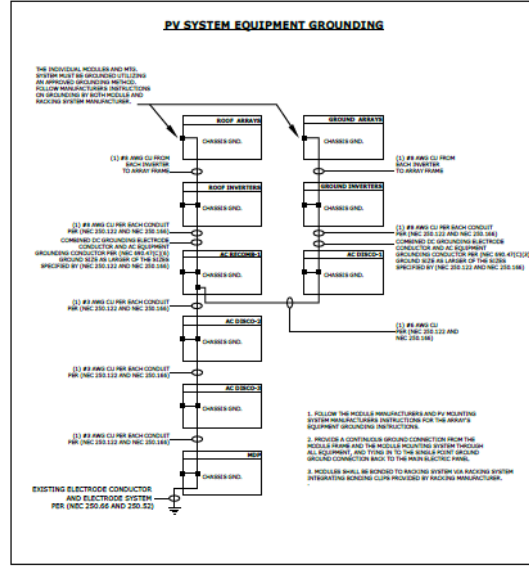 PV SYSTEM EQUIPMENT GROUNDING
THE INDIVIDUAL MODULES AND MTG.
SYSTEM MUST BE GROUNDED UTILIZING
AN APPROVED GROUNDING METHOD.
FOLLOW MANUFACTURERS INSTRUCTIONS
ON GROUNDING BY BOTH MODULE AND
RACKING SYSTEM MANUFACTURER.
ROOF ARRAYS
CHASSIS GND.
GROUND ARRAYS
CHASSIS GND.
(1) #8 AWG CU FROM
EACH INVERTER
TO ARRAY FRAME
(1) #8 AWG CU FROM
EACH INVERTER
TO ARRAY FRAME
ROOF INVERTERS
CHASSIS GND.
GROUND INVERTERS
CHASSIS GND.
(1) #8 AWG CU PER EACH CONDUIT
PER (NEC 250.122 AND NEC 250.166)
COMBINED DC GROUNDING ELECTRODE
CONDUCTOR AND AC EQUIPMENT
GROUNDING CONDUCTOR PER (NEC 690.47(C)(3)
GROUND SIZE AS LARGER OF THE SIZES
SPECIFIED BY (NEC 250.122 AND NEC 250.166)
(1) #8 AWG CU PER EACH CONDUIT
PER (NEC 250.122 AND NEC 250.166)
COMBINED DC GROUNDING ELECTRODE
CONDUCTOR AND AC EQUIPMENT
GROUNDING CONDUCTOR PER (NEC 690.47(C)(3)
GROUND SIZE AS LARGER OF THE SIZES
SPECIFIED BY (NEC 250.122 AND NEC 250.166)
AC RECOMB-1
CHASSIS GND.
AC DISCO-1
CHASSIS GND.
(1) #3 AWG CU PER EACH CONDUIT
PER (NEC 250.122 AND NEC 250.166)
(1) #6 AWG CU
PER (NEC 250.122 AND
NEC 250.166)
AC DISCO-2
CHASSIS GND.
(1) #3 AWG CU PER EACH CONDUIT
PER (NEC 250.122 AND NEC 250.166)
AC DISCO-3
CHASSIS GND.
(1) #3 AWG CU PER EACH CONDUIT
PER (NEC 250.122 AND NEC 250.166)
MDP
CHASSIS GND.
EXISTING ELECTRODE CONDUCTOR
AND ELECTRODE SYSTEM
PER (NEC 250.66 AND 250.52)
1. FOLLOW THE MODULE MANUFACTURERS AND PV MOUNTING
SYSTEM MANUFACTURERS INSTRUCTIONS FOR THE ARRAY'S
EQUIPMENT GROUNDING INSTRUCTIONS.
2. PROVIDE A CONTINUOUS GROUND CONNECTION FROM THE
MODULE FRAME AND THE MODULE MOUNTING SYSTEM THROUGH
ALL EQUIPMENT, AND TYING IN TO THE SINGLE POINT GROUND
GROUND CONNECTION BACK TO THE MAIN ELECTRIC PANEL.
3. MODULES SHALL BE BONDED TO RACKING SYSTEM VIA RACKING SYSTEM
INTEGRATING BONDING CLIPS PROVIDED BY RACKING MANUFACTURER.